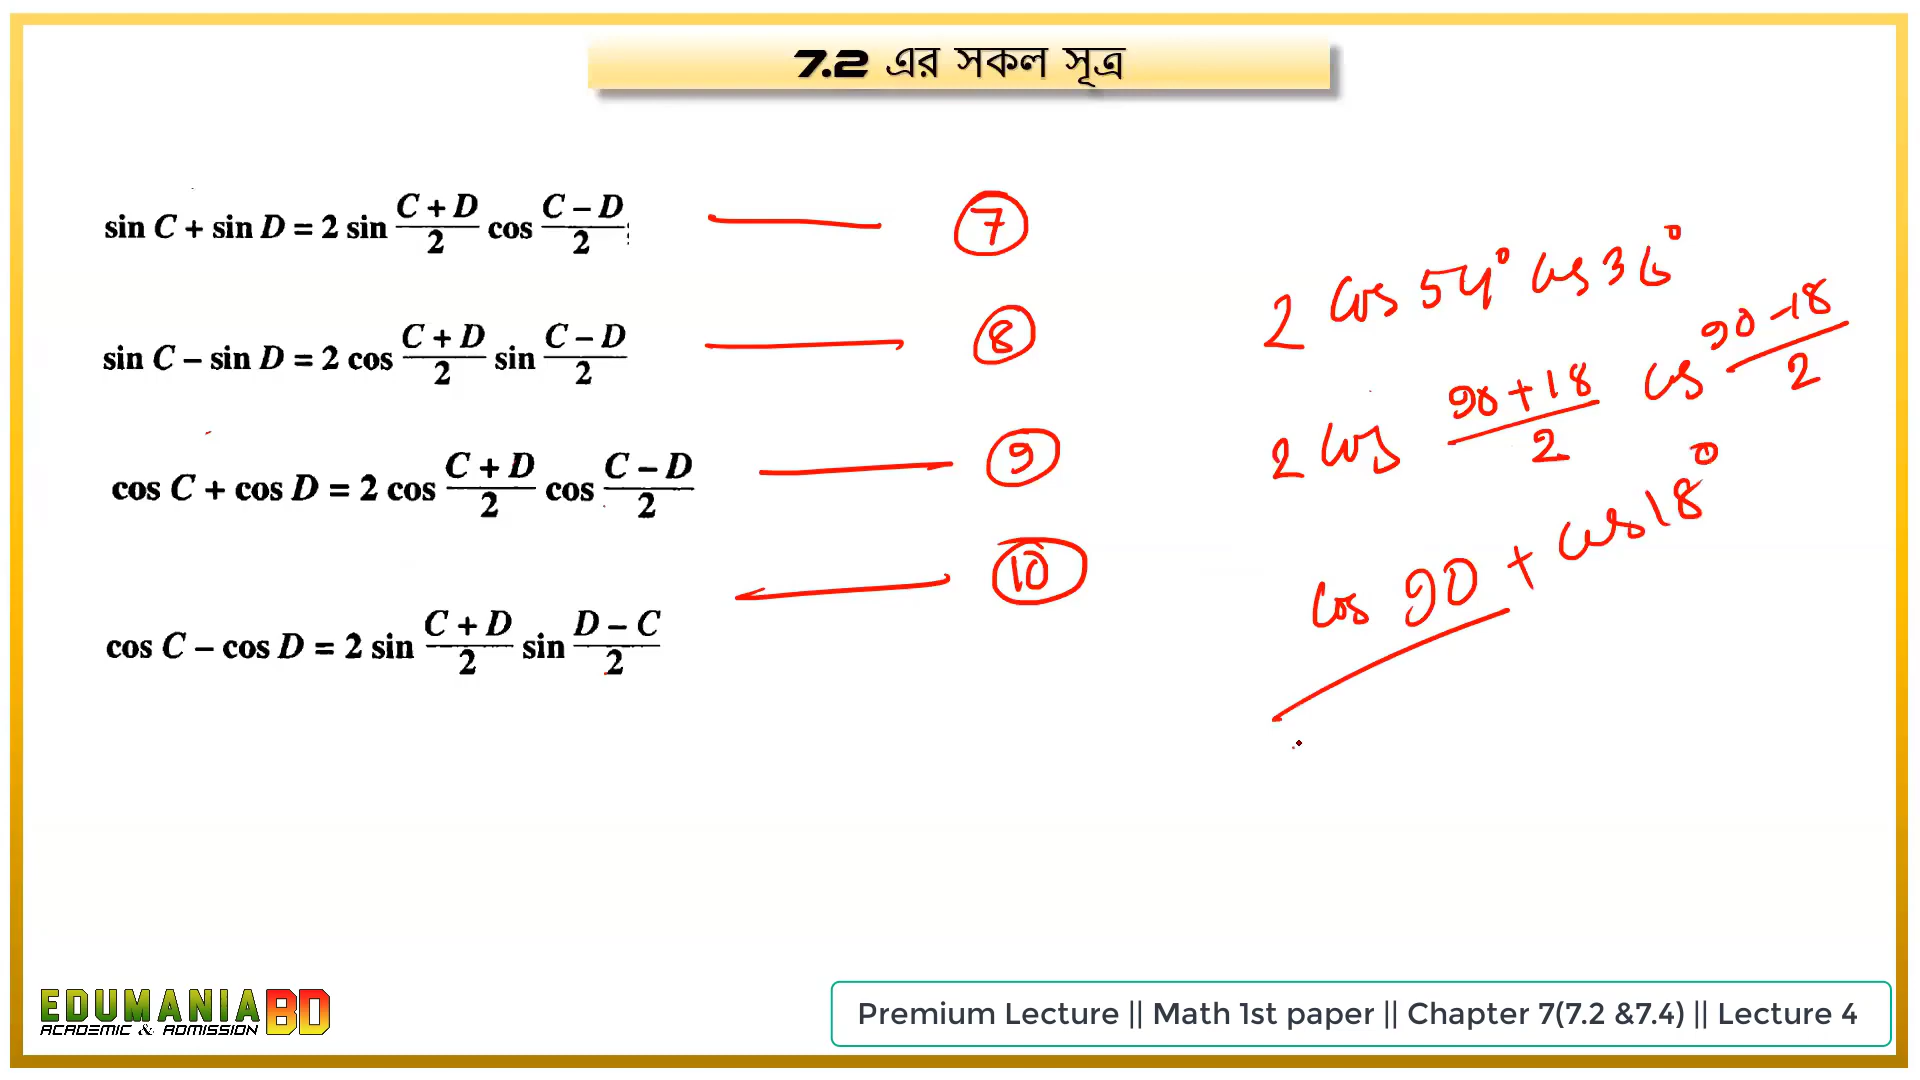 7.2 এর সকল সূত্র
sin C + sin D = 2 sin (C + D)/2 cos (C – D)/2
7
sin C – sin D = 2 cos (C + D)/2 sin (C – D)/2
8
cos C + cos D = 2 cos (C + D)/2 cos (C – D)/2
9
cos C – cos D = 2 sin (C + D)/2 sin (D – C)/2
10
2 cos 54° cos 36°
2 cos (90+18)/2 cos (90-18)/2
cos 90 + cos 18°
EDUMANIA BD
ACADEMIC & ADMISSION
Premium Lecture || Math 1st paper || Chapter 7(7.2 &7.4) || Lecture 4